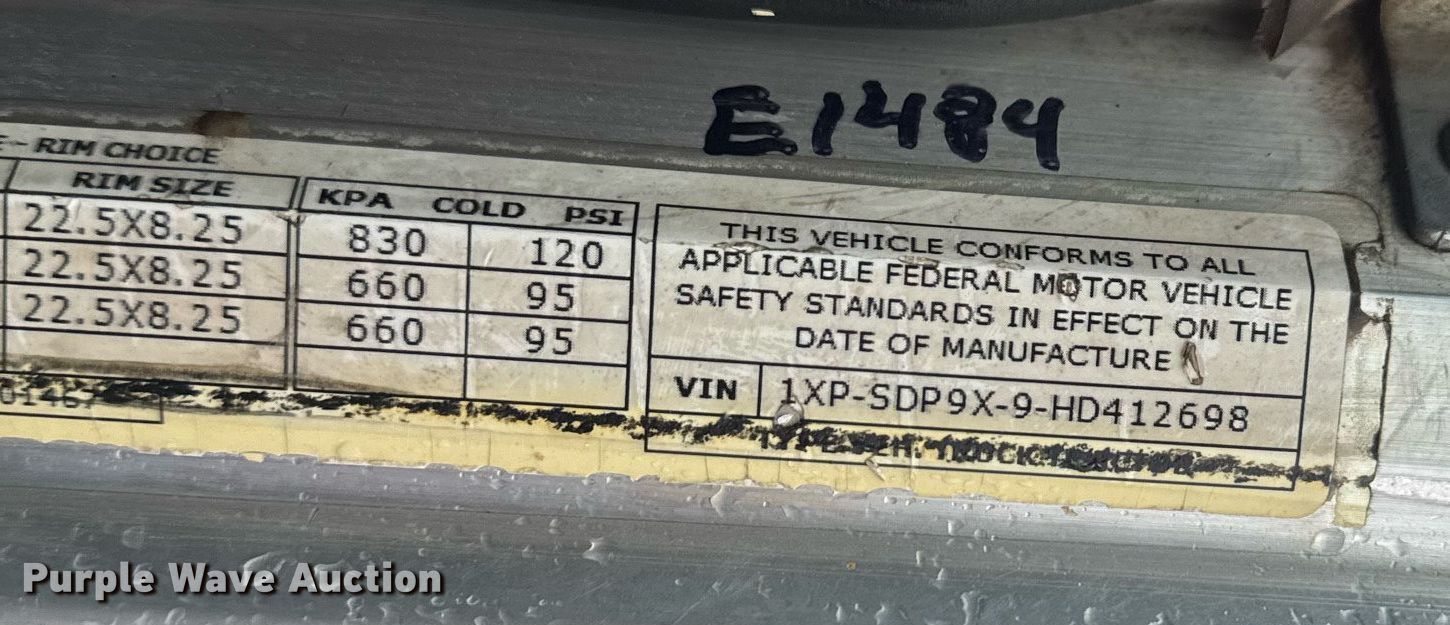 E1484
E - RIM CHOICE
RIM SIZE
KPA COLD PSI
22.5X8.25 830 120
22.5X8.25 660 95
22.5X8.25 660 95
THIS VEHICLE CONFORMS TO ALL
APPLICABLE FEDERAL MOTOR VEHICLE
SAFETY STANDARDS IN EFFECT ON THE
DATE OF MANUFACTURE
VIN 1XP-SDP9X-9-HD412698
Purple Wave Auction